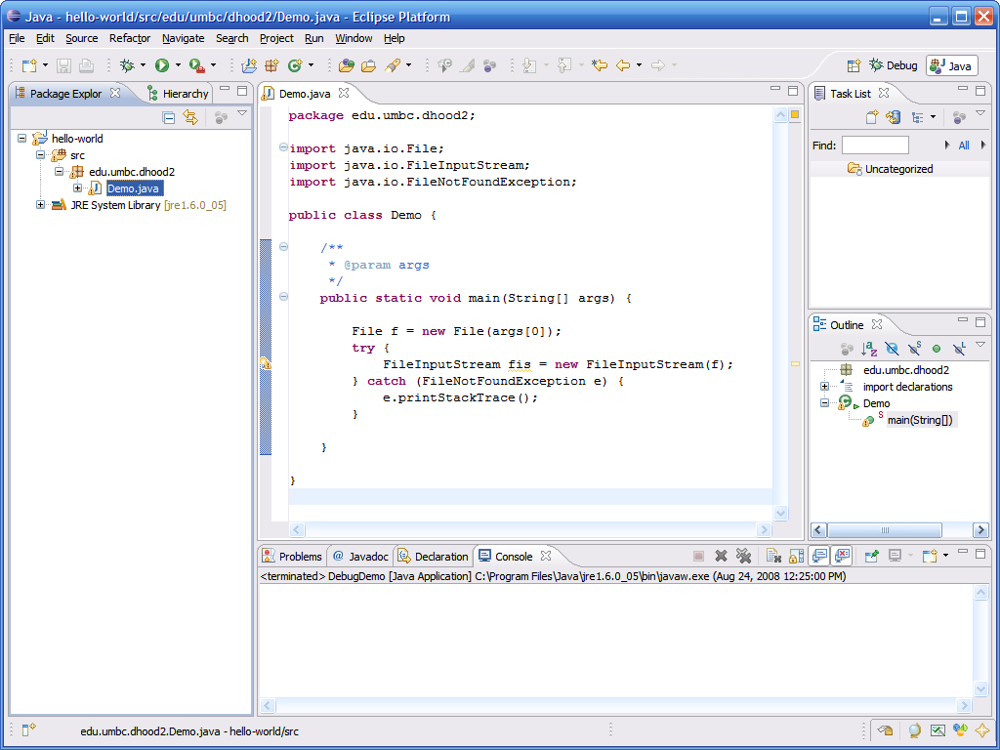 Java - hello-world/src/edu/umbc/dhood2/Demo.java - Eclipse Platform
File Edit Source Refactor Navigate Search Project Run Window Help
Debug Java
Package Explor Hierarchy
hello-world
src
edu.umbc.dhood2
Demo.java
JRE System Library [jre1.6.0_05]
Demo.java
package edu.umbc.dhood2;
import java.io.File;
import java.io.FileInputStream;
import java.io.FileNotFoundException;
public class Demo {
/**
* @param args
*/
public static void main(String[] args) {
File f = new File(args[0]);
try {
FileInputStream fis = new FileInputStream(f);
} catch (FileNotFoundException e) {
e.printStackTrace();
}
}
}
Task List
Find: All
Uncategorized
Outline
edu.umbc.dhood2
import declarations
Demo
main(String[])
Problems Javadoc Declaration Console
<terminated> DebugDemo [Java Application] C:\Program Files\Java\jre1.6.0_05\bin\javaw.exe (Aug 24, 2008 12:25:00 PM)
edu.umbc.dhood2.Demo.java - hello-world/src